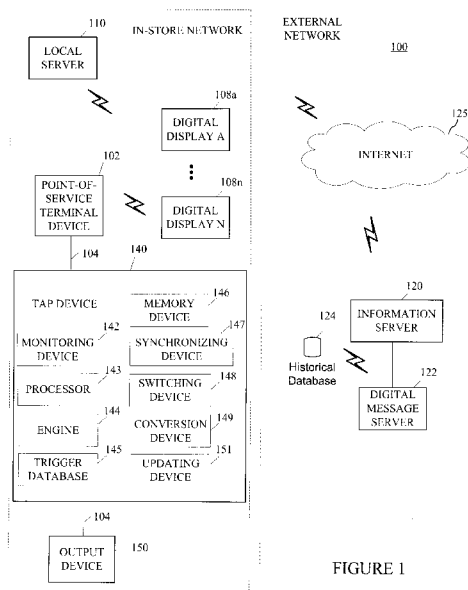 110
IN-STORE NETWORK
EXTERNAL
NETWORK
100
LOCAL
SERVER
108a
DIGITAL
DISPLAY A
125
INTERNET
102
POINT-OF-
SERVICE
TERMINAL
DEVICE
108n
DIGITAL
DISPLAY N
104
140
TAP DEVICE
MEMORY
DEVICE
146
MONITORING
DEVICE
142
SYNCHRONIZING
DEVICE
147
PROCESSOR
143
SWITCHING
DEVICE
148
ENGINE
144
CONVERSION
DEVICE
149
TRIGGER
DATABASE
145
UPDATING
DEVICE
151
120
INFORMATION
SERVER
124
Historical
Database
122
DIGITAL
MESSAGE
SERVER
104
OUTPUT
DEVICE
150
FIGURE 1